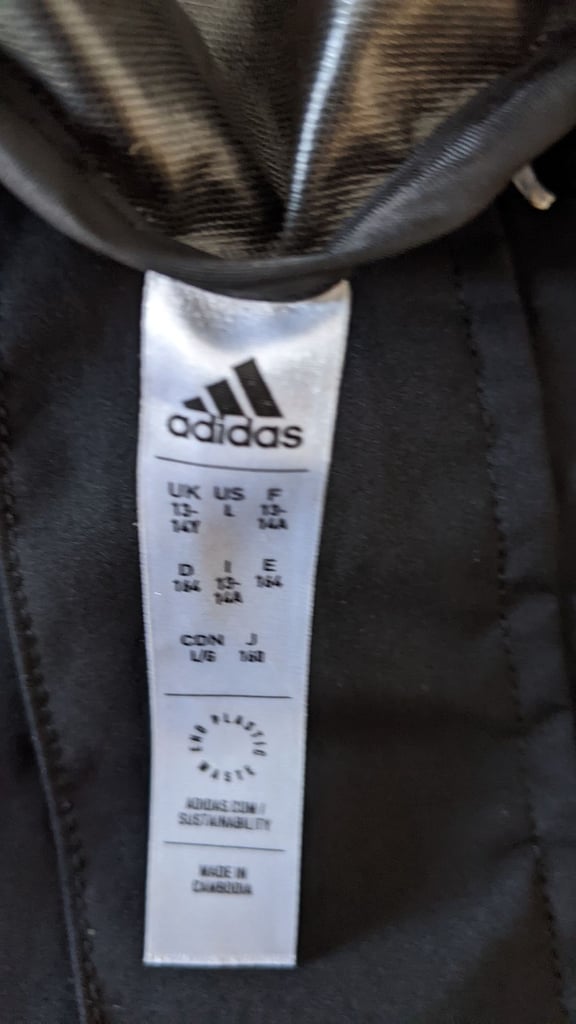 adidas
UK US F
13- L 13-
14Y 14A
D I E
164 13- 164
14A
CDN J
L/G 160
END PLASTIC WASTE
ADIDAS.COM/
SUSTAINABILITY
MADE IN
CAMBODIA